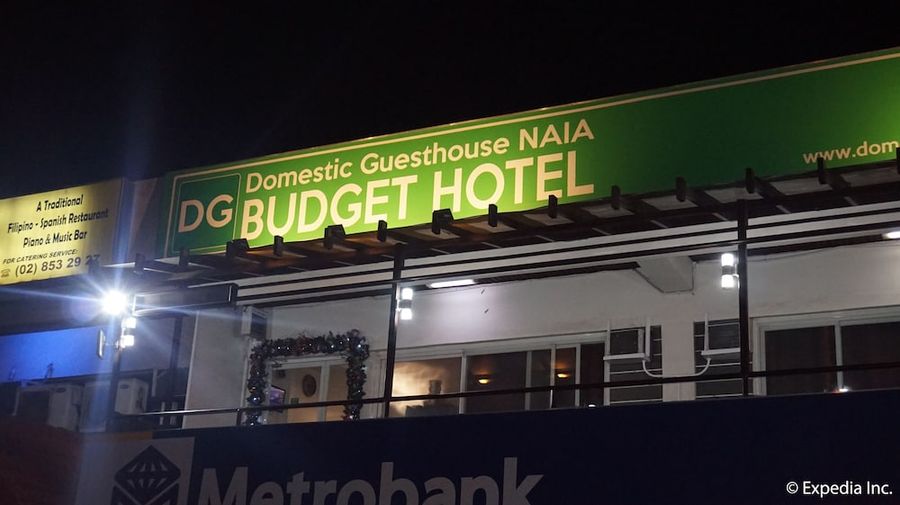 A Traditional
Filipino - Spanish Restaurant
Piano & Music Bar
FOR CATERING SERVICE:
(02) 853 29 27
DG
Domestic Guesthouse NAIA
BUDGET HOTEL
www.dom
Metrobank
© Expedia Inc.